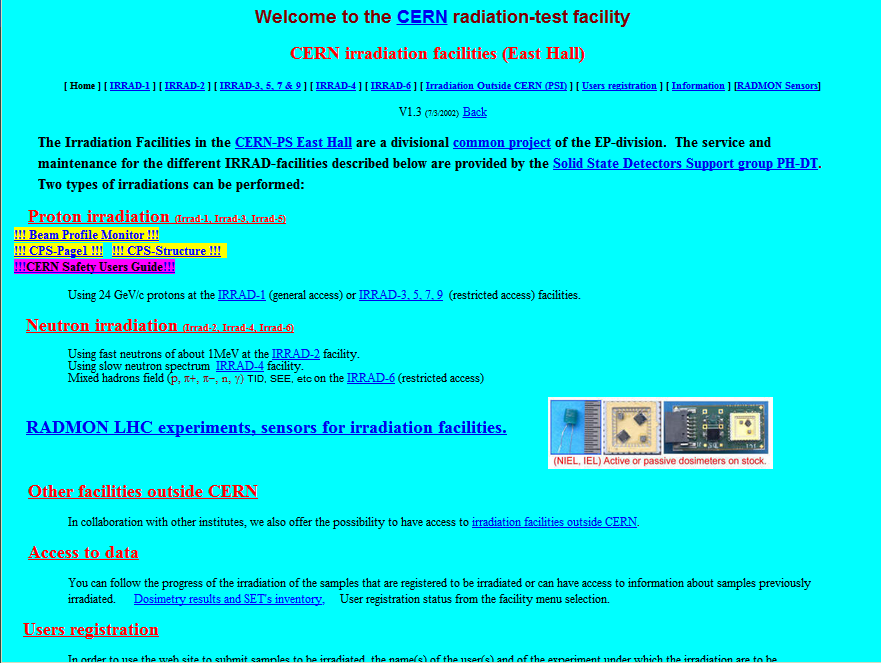 Welcome to the CERN radiation-test facility
CERN irradiation facilities (East Hall)
[ Home ] [ IRRAD-1 ] [ IRRAD-2 ] [ IRRAD-3, 5, 7 & 9 ] [ IRRAD-4 ] [ IRRAD-6 ] [ Irradiation Outside CERN (PSI) ] [ Users registration ] [ Information ] [RADMON Sensors]
V1.3 (7/3/2002) Back
The Irradiation Facilities in the CERN-PS East Hall are a divisional common project of the EP-division. The service and
maintenance for the different IRRAD-facilities described below are provided by the Solid State Detectors Support group PH-DT.
Two types of irradiations can be performed:
Proton irradiation (Irrad-1, Irrad-3, Irrad-5)
!!! Beam Profile Monitor !!!
!!! CPS-Page1 !!! !!! CPS-Structure !!!
!!!CERN Safety Users Guide!!!
Using 24 GeV/c protons at the IRRAD-1 (general access) or IRRAD-3, 5, 7, 9 (restricted access) facilities.
Neutron irradiation (Irrad-2, Irrad-4, Irrad-6)
Using fast neutrons of about 1MeV at the IRRAD-2 facility.
Using slow neutron spectrum IRRAD-4 facility.
Mixed hadrons field (p, π+, π−, n, γ) TID, SEE, etc on the IRRAD-6 (restricted access)
RADMON LHC experiments, sensors for irradiation facilities.
(NIEL, IEL) Active or passive dosimeters on stock.
Other facilities outside CERN
In collaboration with other institutes, we also offer the possibility to have access to irradiation facilities outside CERN.
Access to data
You can follow the progress of the irradiation of the samples that are registered to be irradiated or can have access to information about samples previously
irradiated. Dosimetry results and SET's inventory, User registration status from the facility menu selection.
Users registration
In order to use the web site to submit samples to be irradiated, the name(s) of the user(s) and of the experiment under which the irradiation are to be